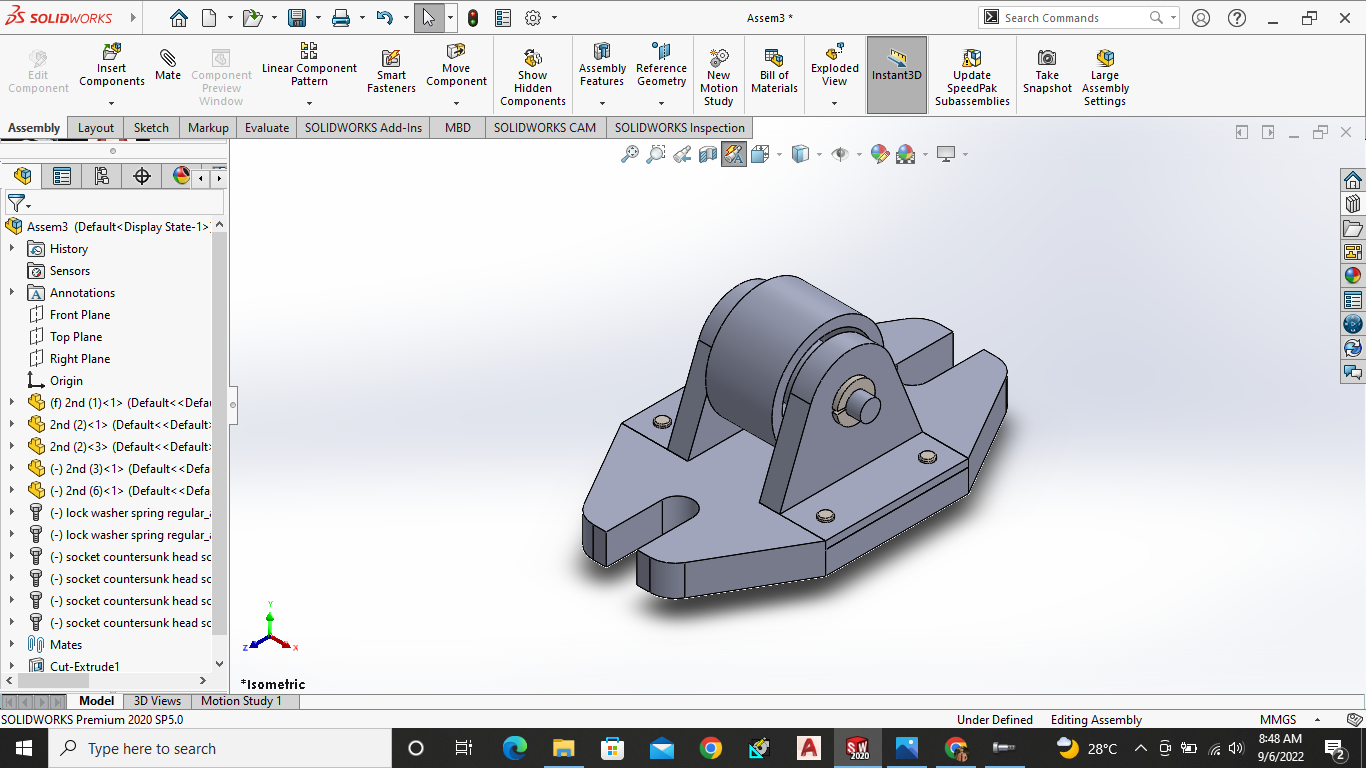 SOLIDWORKS
Assem3 *
Search Commands
Edit Component
Insert Components
Mate
Component Preview Window
Linear Component Pattern
Smart Fasteners
Move Component
Show Hidden Components
Assembly Features
Reference Geometry
New Motion Study
Bill of Materials
Exploded View
Instant3D
Update SpeedPak Subassemblies
Take Snapshot
Large Assembly Settings
Assembly
Layout
Sketch
Markup
Evaluate
SOLIDWORKS Add-Ins
MBD
SOLIDWORKS CAM
SOLIDWORKS Inspection
Assem3 (Default<Display State-1>
History
Sensors
Annotations
Front Plane
Top Plane
Right Plane
Origin
(f) 2nd (1)<1> (Default<<Defau
2nd (2)<1> (Default<<Default
2nd (2)<3> (Default<<Default
(-) 2nd (3)<1> (Default<<Defa
(-) 2nd (6)<1> (Default<<Defa
(-) lock washer spring regular_a
(-) lock washer spring regular_a
(-) socket countersunk head sc
(-) socket countersunk head sc
(-) socket countersunk head sc
(-) socket countersunk head sc
Mates
Cut-Extrude1
Y
Z
X
*Isometric
Model
3D Views
Motion Study 1
SOLIDWORKS Premium 2020 SP5.0
Under Defined
Editing Assembly
MMGS
Type here to search
A
SW
2020
28°C
8:48 AM
9/6/2022
2